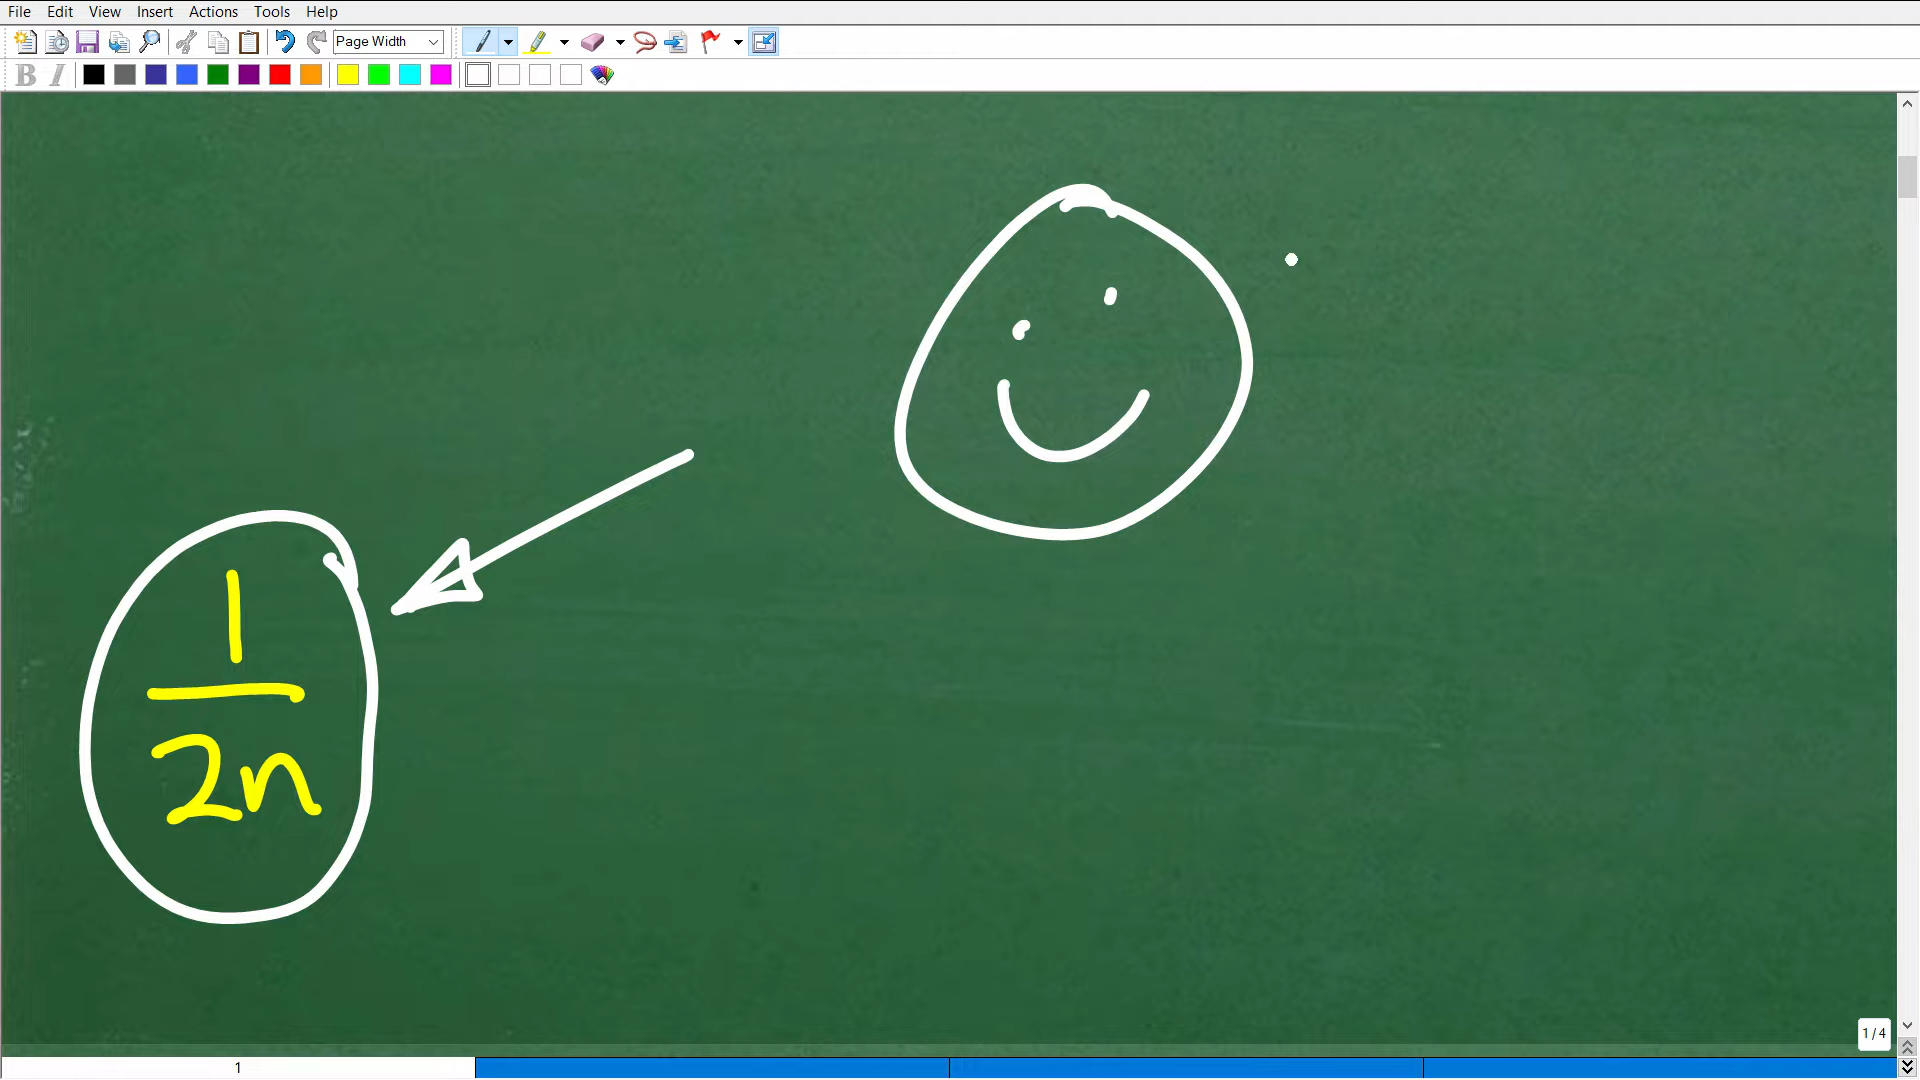 File Edit View Insert Actions Tools Help
Page Width
B I
1
2n
1 / 4
1